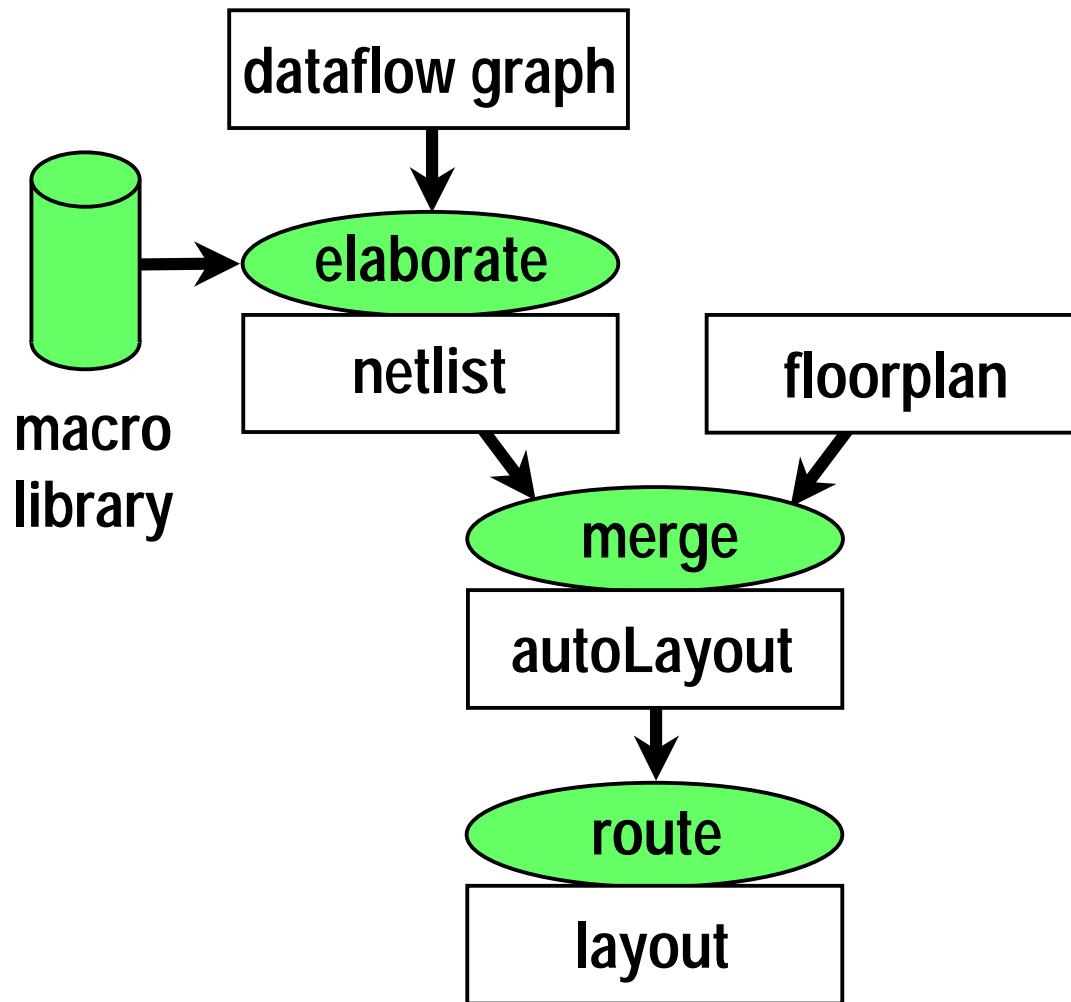 dataflow graph
elaborate
netlist
floorplan
macro
library
merge
autoLayout
route
layout